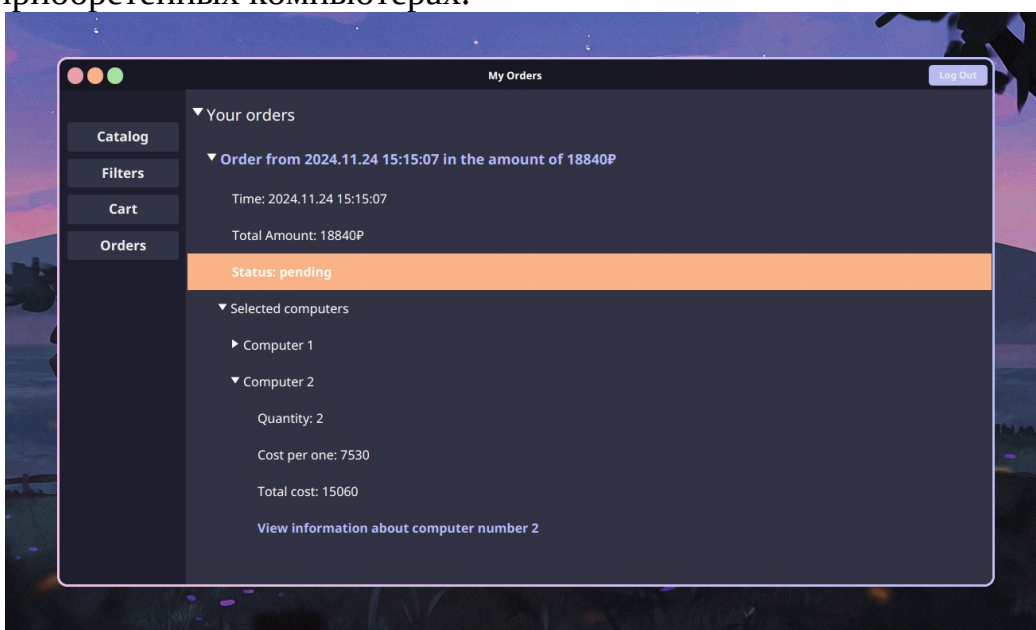 приобретенных компьютерах.
My Orders
Log Out
Catalog
Filters
Cart
Orders
Your orders
Order from 2024.11.24 15:15:07 in the amount of 18840₽
Time: 2024.11.24 15:15:07
Total Amount: 18840₽
Status: pending
Selected computers
Computer 1
Computer 2
Quantity: 2
Cost per one: 7530
Total cost: 15060
View information about computer number 2